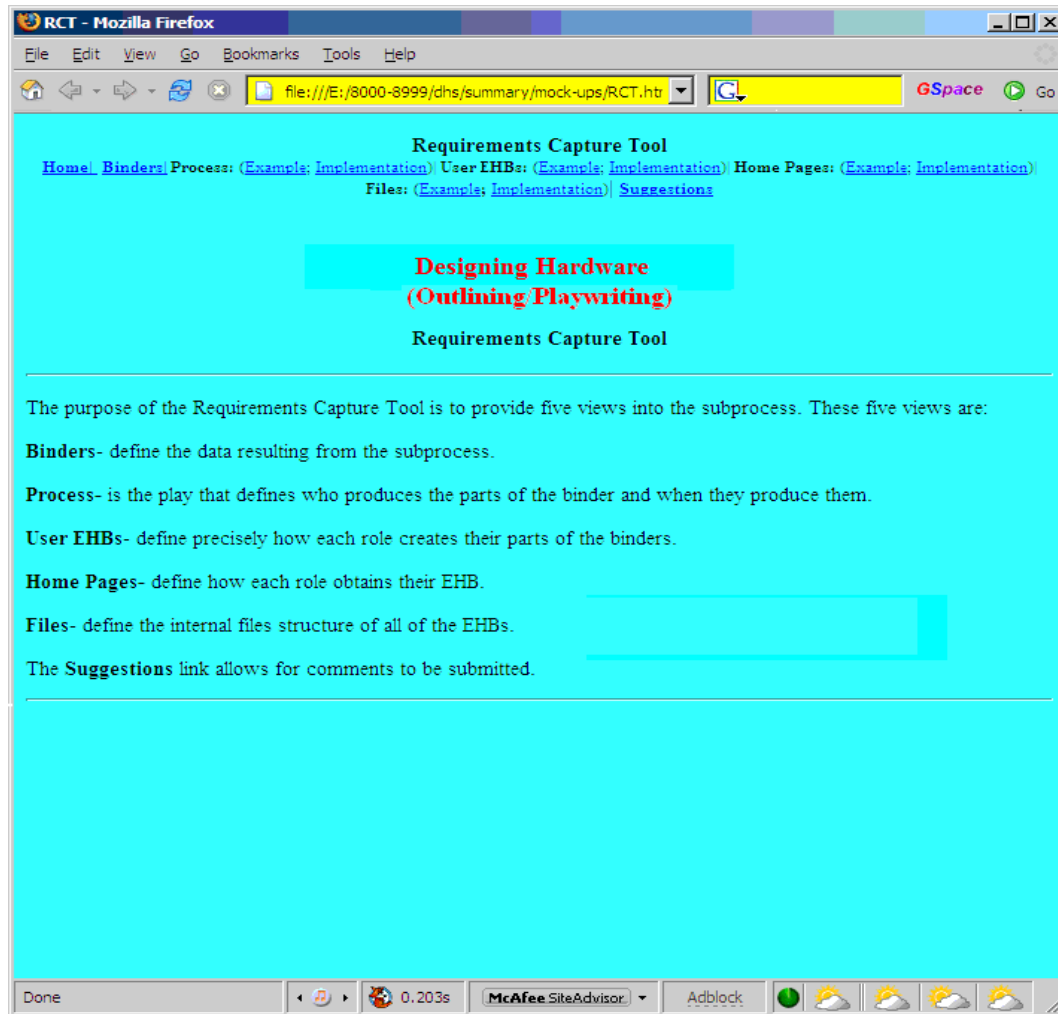 RCT - Mozilla Firefox
File Edit View Go Bookmarks Tools Help
file:///E:/8000-8999/dhs/summary/mock-ups/RCT.htr G GSpace Go
Requirements Capture Tool
Home| Binders| Process: (Example; Implementation)| User EHBs: (Example; Implementation)| Home Pages: (Example; Implementation)|
Files: (Example; Implementation)| Suggestions
Designing Hardware
(Outlining/Playwriting)
Requirements Capture Tool
The purpose of the Requirements Capture Tool is to provide five views into the subprocess. These five views are:
Binders- define the data resulting from the subprocess.
Process- is the play that defines who produces the parts of the binder and when they produce them.
User EHBs- define precisely how each role creates their parts of the binders.
Home Pages- define how each role obtains their EHB.
Files- define the internal files structure of all of the EHBs.
The Suggestions link allows for comments to be submitted.
Done 0.203s McAfee SiteAdvisor Adblock